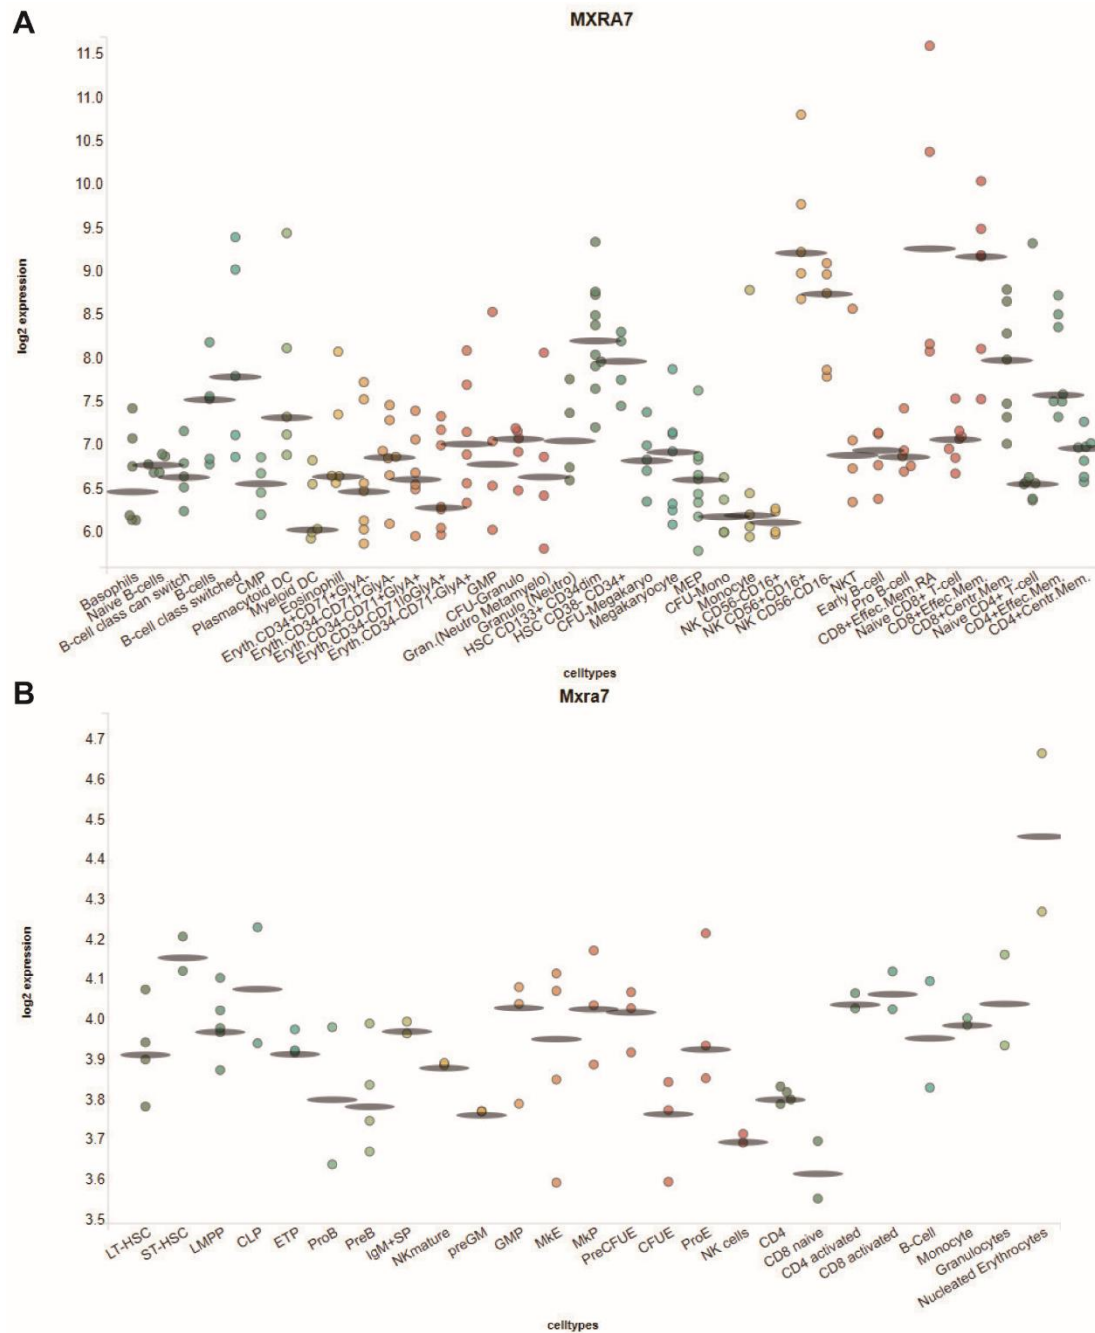 A
MXRA7
11.5
11.0
10.5
10.0
9.5
9.0
8.5
8.0
7.5
7.0
6.5
6.0
log2 expression
Basophils
Naive B-cells
B-cell class can switch
B-cells
B-cell class switched
CMP
Plasmacytoid DC
Myeloid DC
Eosinophill
Eryth.CD34+CD71+GlyA-
Eryth.CD34-CD71+GlyA-
Eryth.CD34-CD71+GlyA+
Eryth.CD34-CD71loGlyA+
Eryth.CD34-CD71-GlyA+
GMP
CFU-Granulo
Gran.(Neutro. Metamyelo)
Granulo(Neutro)
HSC CD133+ CD34dim
HSC CD38- CD34+
CFU-Megakaryo
Megakaryocyte
MEP
CFU-Mono
Monocyte
NK CD56-CD16+
NK CD56+CD16+
NK CD56-CD16-
NKT
Early B-cell
Pro B-cell
CD8+Effec.Mem. RA
Naive CD8+ T-cell
CD8+Effec.Mem.
CD8+Centr.Mem.
Naive CD4+ T-cell
CD4+Effec.Mem.
CD4+Centr.Mem.
celltypes
B
Mxra7
4.7
4.6
4.5
4.4
4.3
4.2
4.1
4.0
3.9
3.8
3.7
3.6
3.5
log2 expression
LT-HSC
ST-HSC
LMPP
CLP
ETP
ProB
PreB
IgM+SP
NKmature
preGM
GMP
MkE
MkP
PreCFUE
CFUE
ProE
NK cells
CD4
CD8 naive
CD4 activated
CD8 activated
B-Cell
Monocyte
Granulocytes
Nucleated Erythrocytes
celltypes